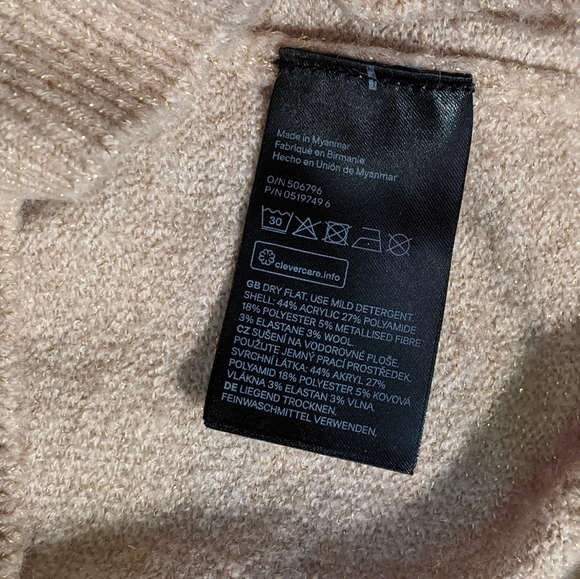 Made in Myanmar
Fabriqué en Birmanie
Hecho en Unión de Myanmar
O/N 506796
P/N 0519749 6
30
clevercare.info
GB DRY FLAT. USE MILD DETERGENT.
SHELL: 44% ACRYLIC 27% POLYAMIDE
18% POLYESTER 5% METALLISED FIBRE
3% ELASTANE 3% WOOL
CZ SUŠENÍ NA VODOROVNÉ PLOŠE.
POUŽIJTE JEMNÝ PRACÍ PROSTŘEDEK.
SVRCHNÍ LÁTKA: 44% AKRYL 27%
POLYAMID 18% POLYESTER 5% KOVOVÁ
VLÁKNA 3% ELASTAN 3% VLNA.
DE LIEGEND TROCKNEN.
FEINWASCHMITTEL VERWENDEN.